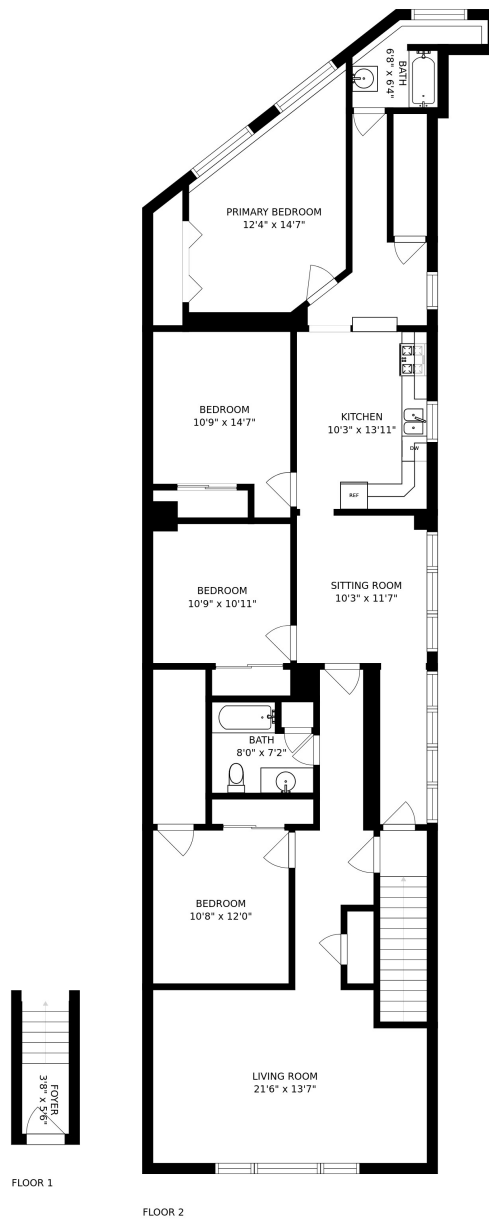 BATH
6'8" x 6'4"
PRIMARY BEDROOM
12'4" x 14'7"
BEDROOM
10'9" x 14'7"
KITCHEN
10'3" x 13'11"
DW
REF
BEDROOM
10'9" x 10'11"
SITTING ROOM
10'3" x 11'7"
BATH
8'0" x 7'2"
BEDROOM
10'8" x 12'0"
LIVING ROOM
21'6" x 13'7"
FOYER
3'8" x 5'6"
FLOOR 1
FLOOR 2